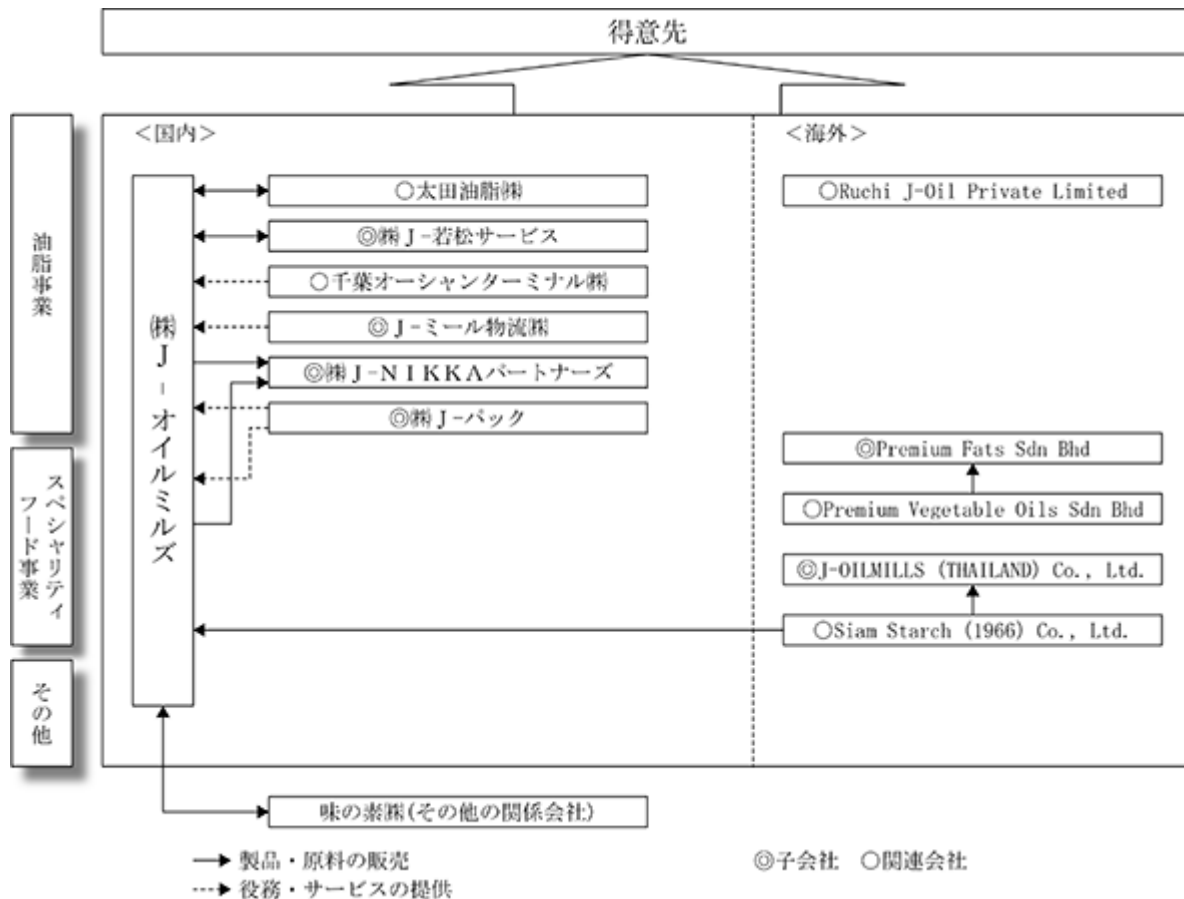 得意先
<国内>
<海外>
油脂事業
スペシャリティ
フード事業
その他
㈱J-オイルミルズ
○太田油脂㈱
◎㈱J-若松サービス
○千葉オーシャンターミナル㈱
◎J-ミール物流㈱
◎㈱J-NIKKAパートナーズ
◎㈱J-パック
○Ruchi J-Oil Private Limited
◎Premium Fats Sdn Bhd
○Premium Vegetable Oils Sdn Bhd
◎J-OILMILLS (THAILAND) Co., Ltd.
○Siam Starch (1966) Co., Ltd.
味の素㈱(その他の関係会社)
製品・原料の販売
役務・サービスの提供
◎子会社 ○関連会社